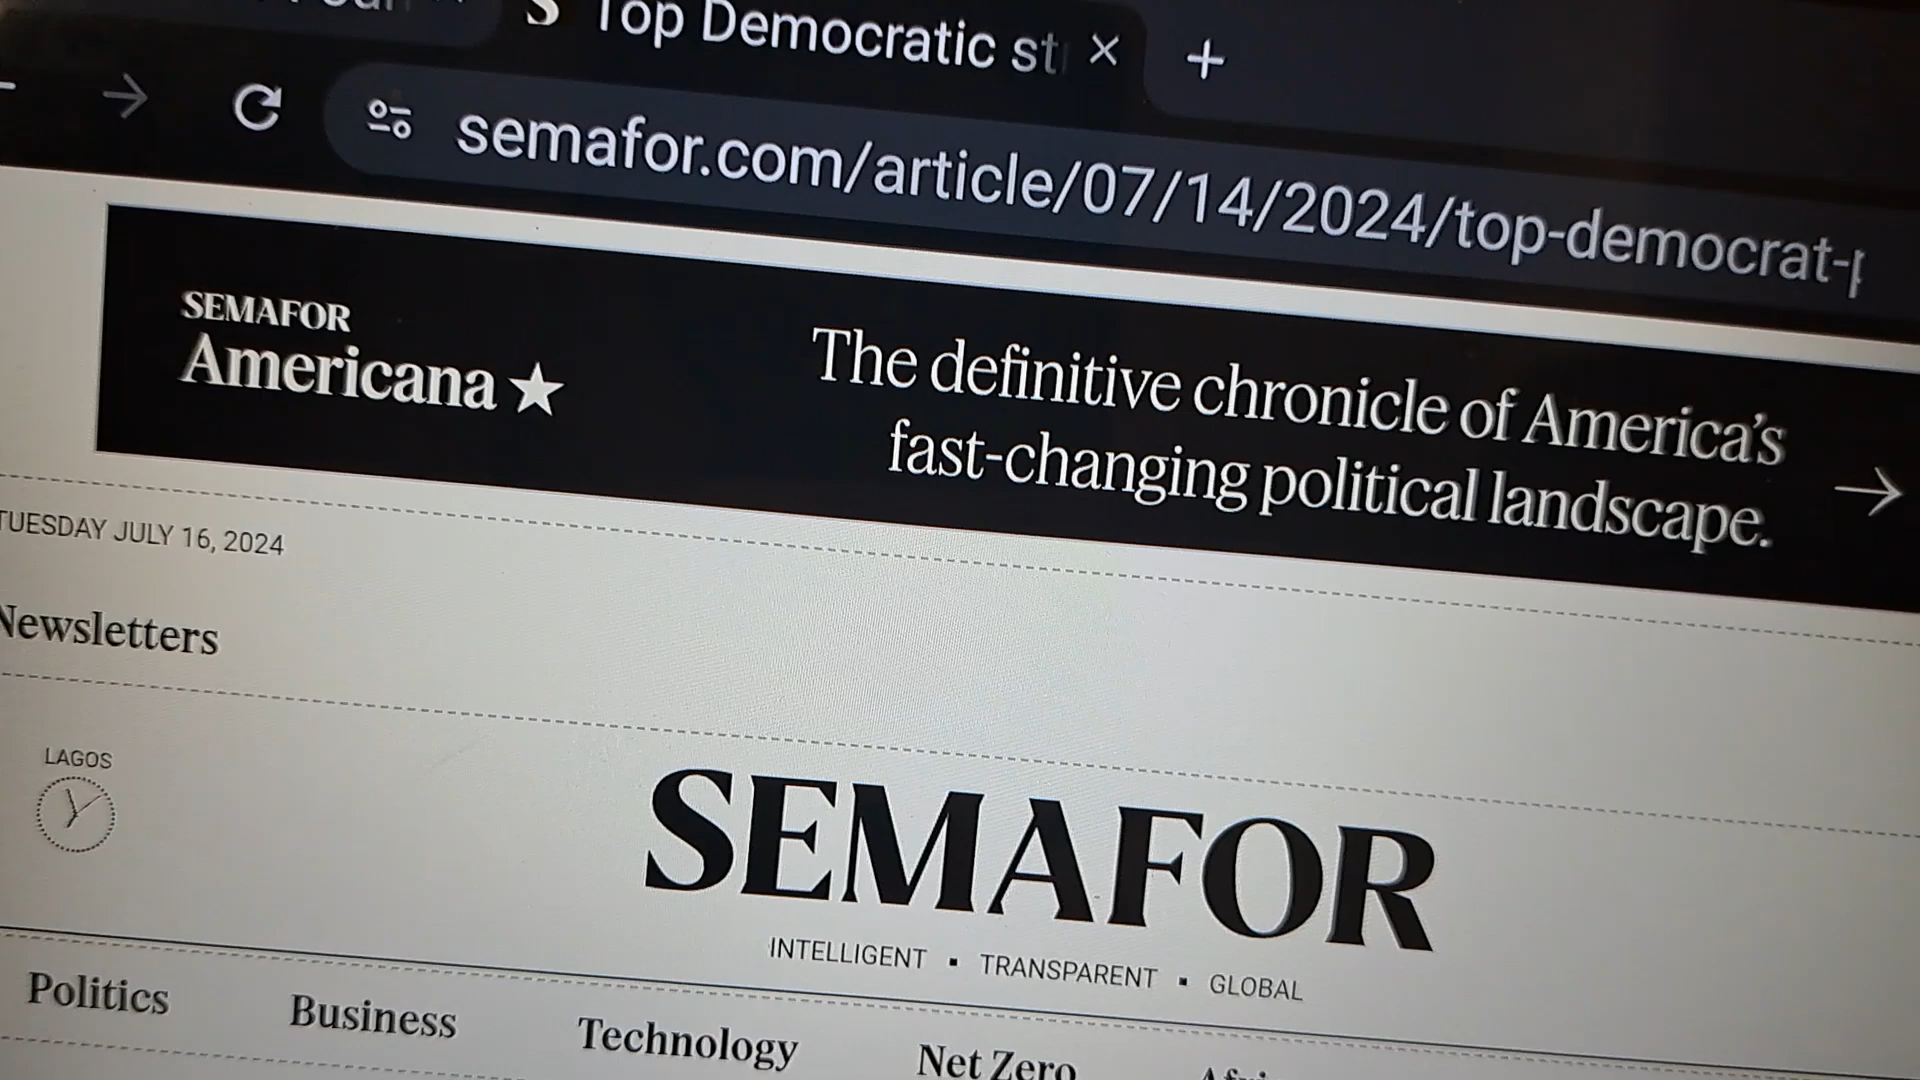 Top Democratic st
semafor.com/article/07/14/2024/top-democrat-
SEMAFOR
Americana
The definitive chronicle of America's
fast-changing political landscape.
TUESDAY JULY 16, 2024
Newsletters
LAGOS
SEMAFOR
INTELLIGENT ▪ TRANSPARENT ▪ GLOBAL
Politics Business Technology Net Zero